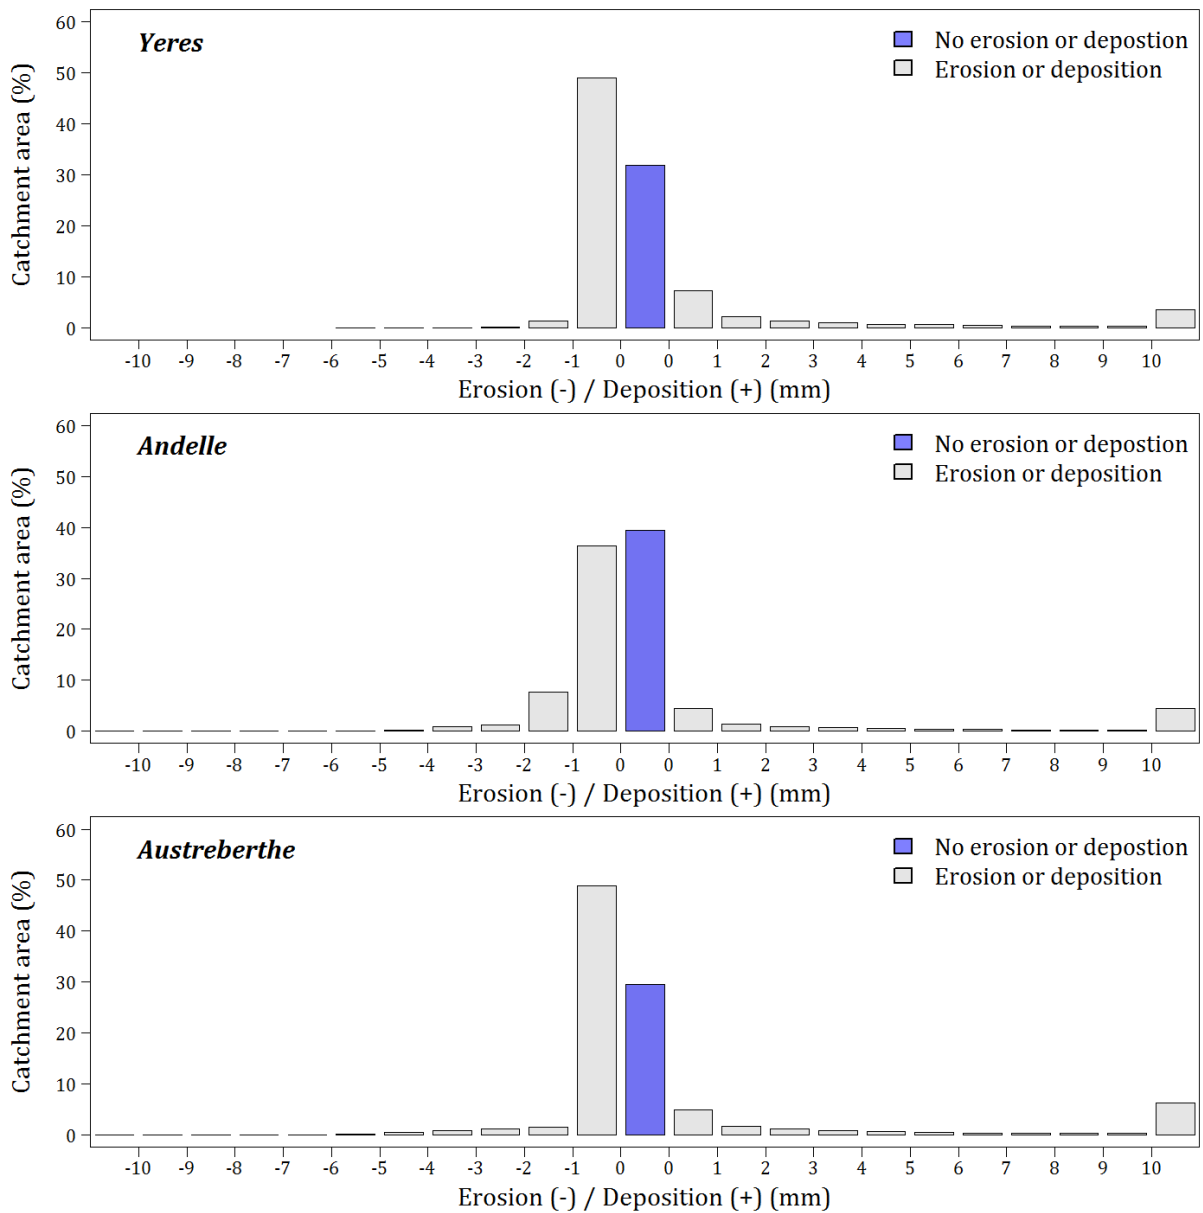 Yeres
No erosion or depostion
Erosion or deposition
Catchment area (%)
60
50
40
30
20
10
0
-10 -9 -8 -7 -6 -5 -4 -3 -2 -1 0 0 1 2 3 4 5 6 7 8 9 10
Erosion (-) / Deposition (+) (mm)
Andelle
No erosion or depostion
Erosion or deposition
Catchment area (%)
60
50
40
30
20
10
0
-10 -9 -8 -7 -6 -5 -4 -3 -2 -1 0 0 1 2 3 4 5 6 7 8 9 10
Erosion (-) / Deposition (+) (mm)
Austreberthe
No erosion or depostion
Erosion or deposition
Catchment area (%)
60
50
40
30
20
10
0
-10 -9 -8 -7 -6 -5 -4 -3 -2 -1 0 0 1 2 3 4 5 6 7 8 9 10
Erosion (-) / Deposition (+) (mm)